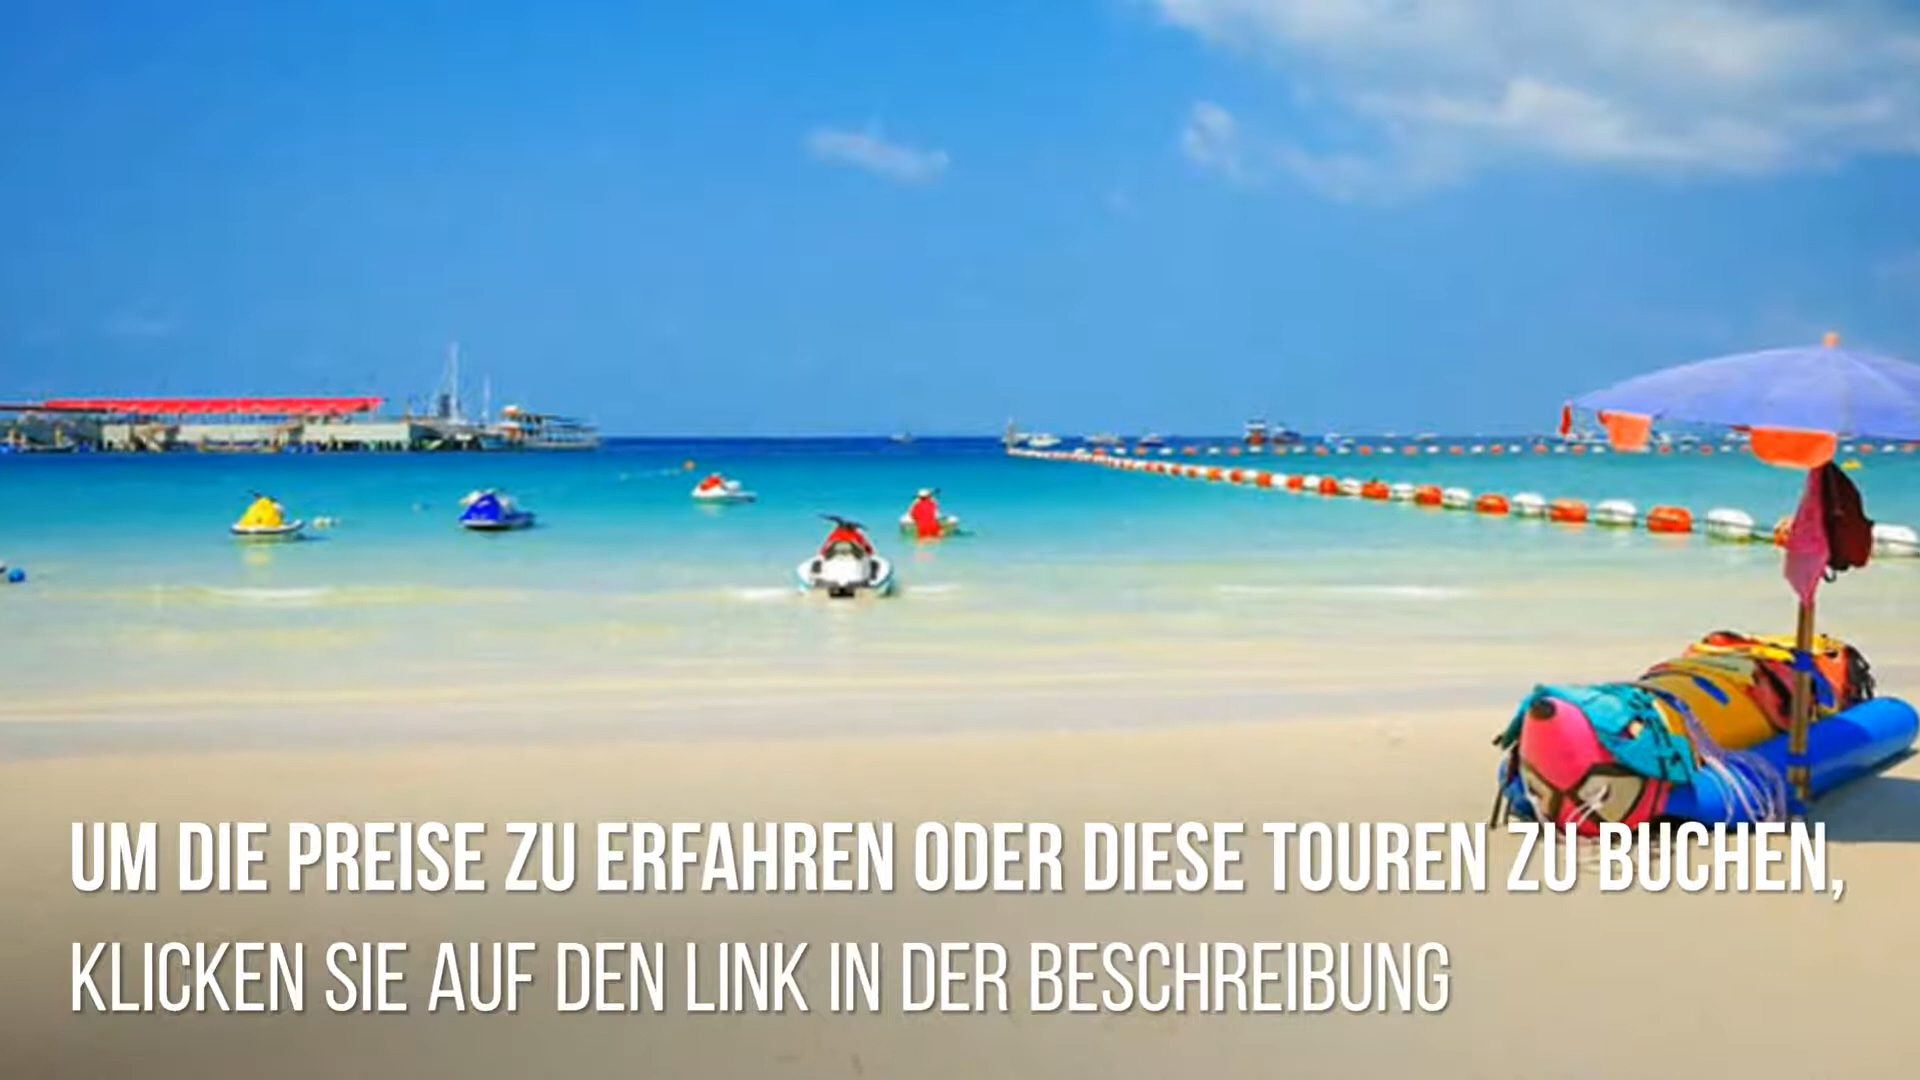 UM DIE PREISE ZU ERFAHREN ODER DIESE TOUREN ZU BUCHEN,
KLICKEN SIE AUF DEN LINK IN DER BESCHREIBUNG